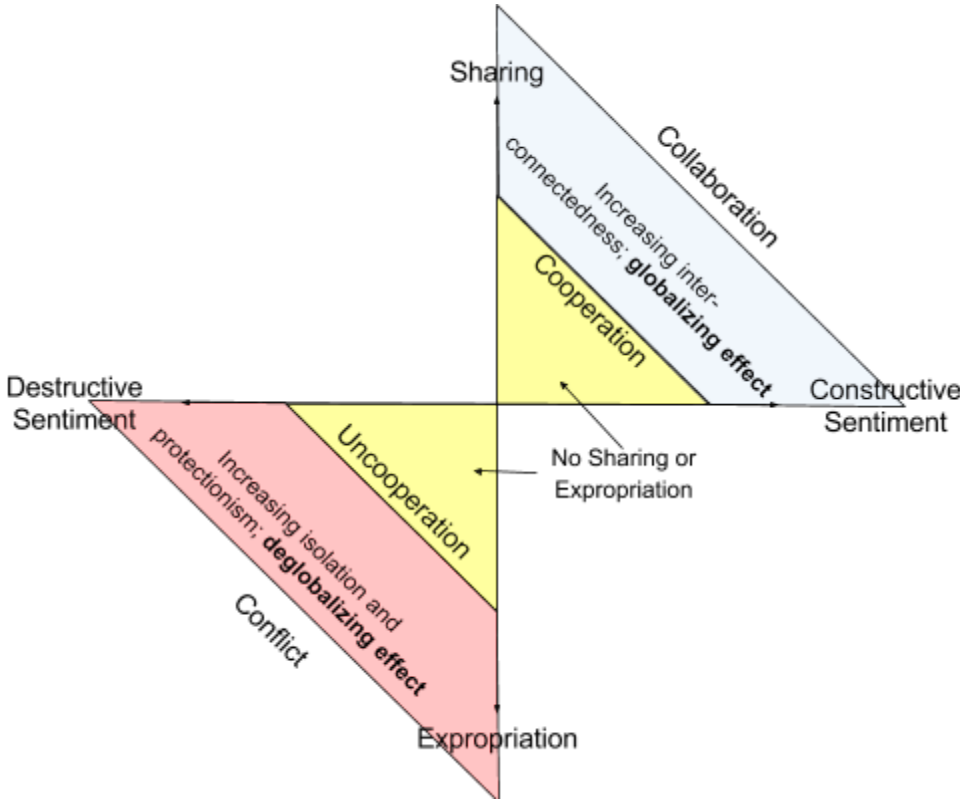 Sharing
Collaboration
Increasing inter-
connectedness; globalizing effect
Cooperation
Destructive
Sentiment
Constructive
Sentiment
No Sharing or
Expropriation
Uncooperation
Increasing isolation and
protectionism; deglobalizing effect
Conflict
Expropriation